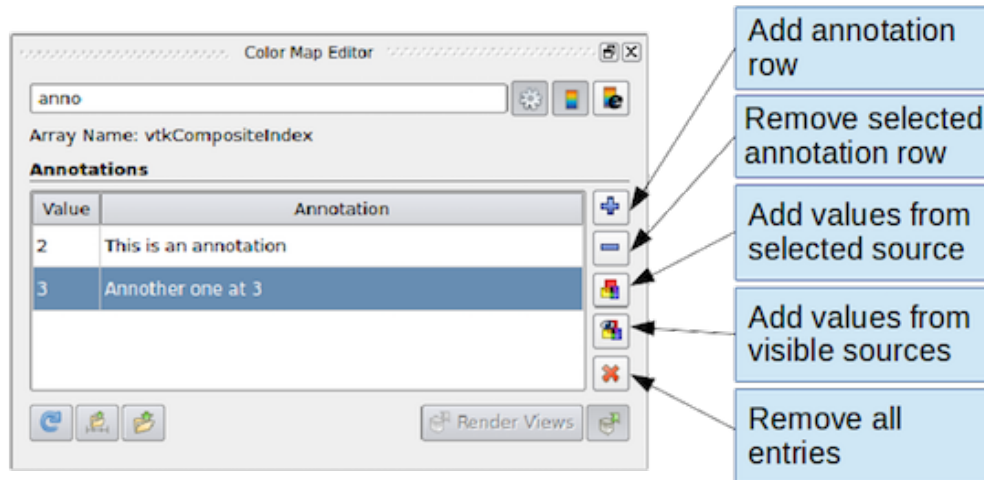 Color Map Editor
anno
Array Name: vtkCompositeIndex
Annotations
Value Annotation
2 This is an annotation
3 Annother one at 3
Render Views
Add annotation
row
Remove selected
annotation row
Add values from
selected source
Add values from
visible sources
Remove all
entries